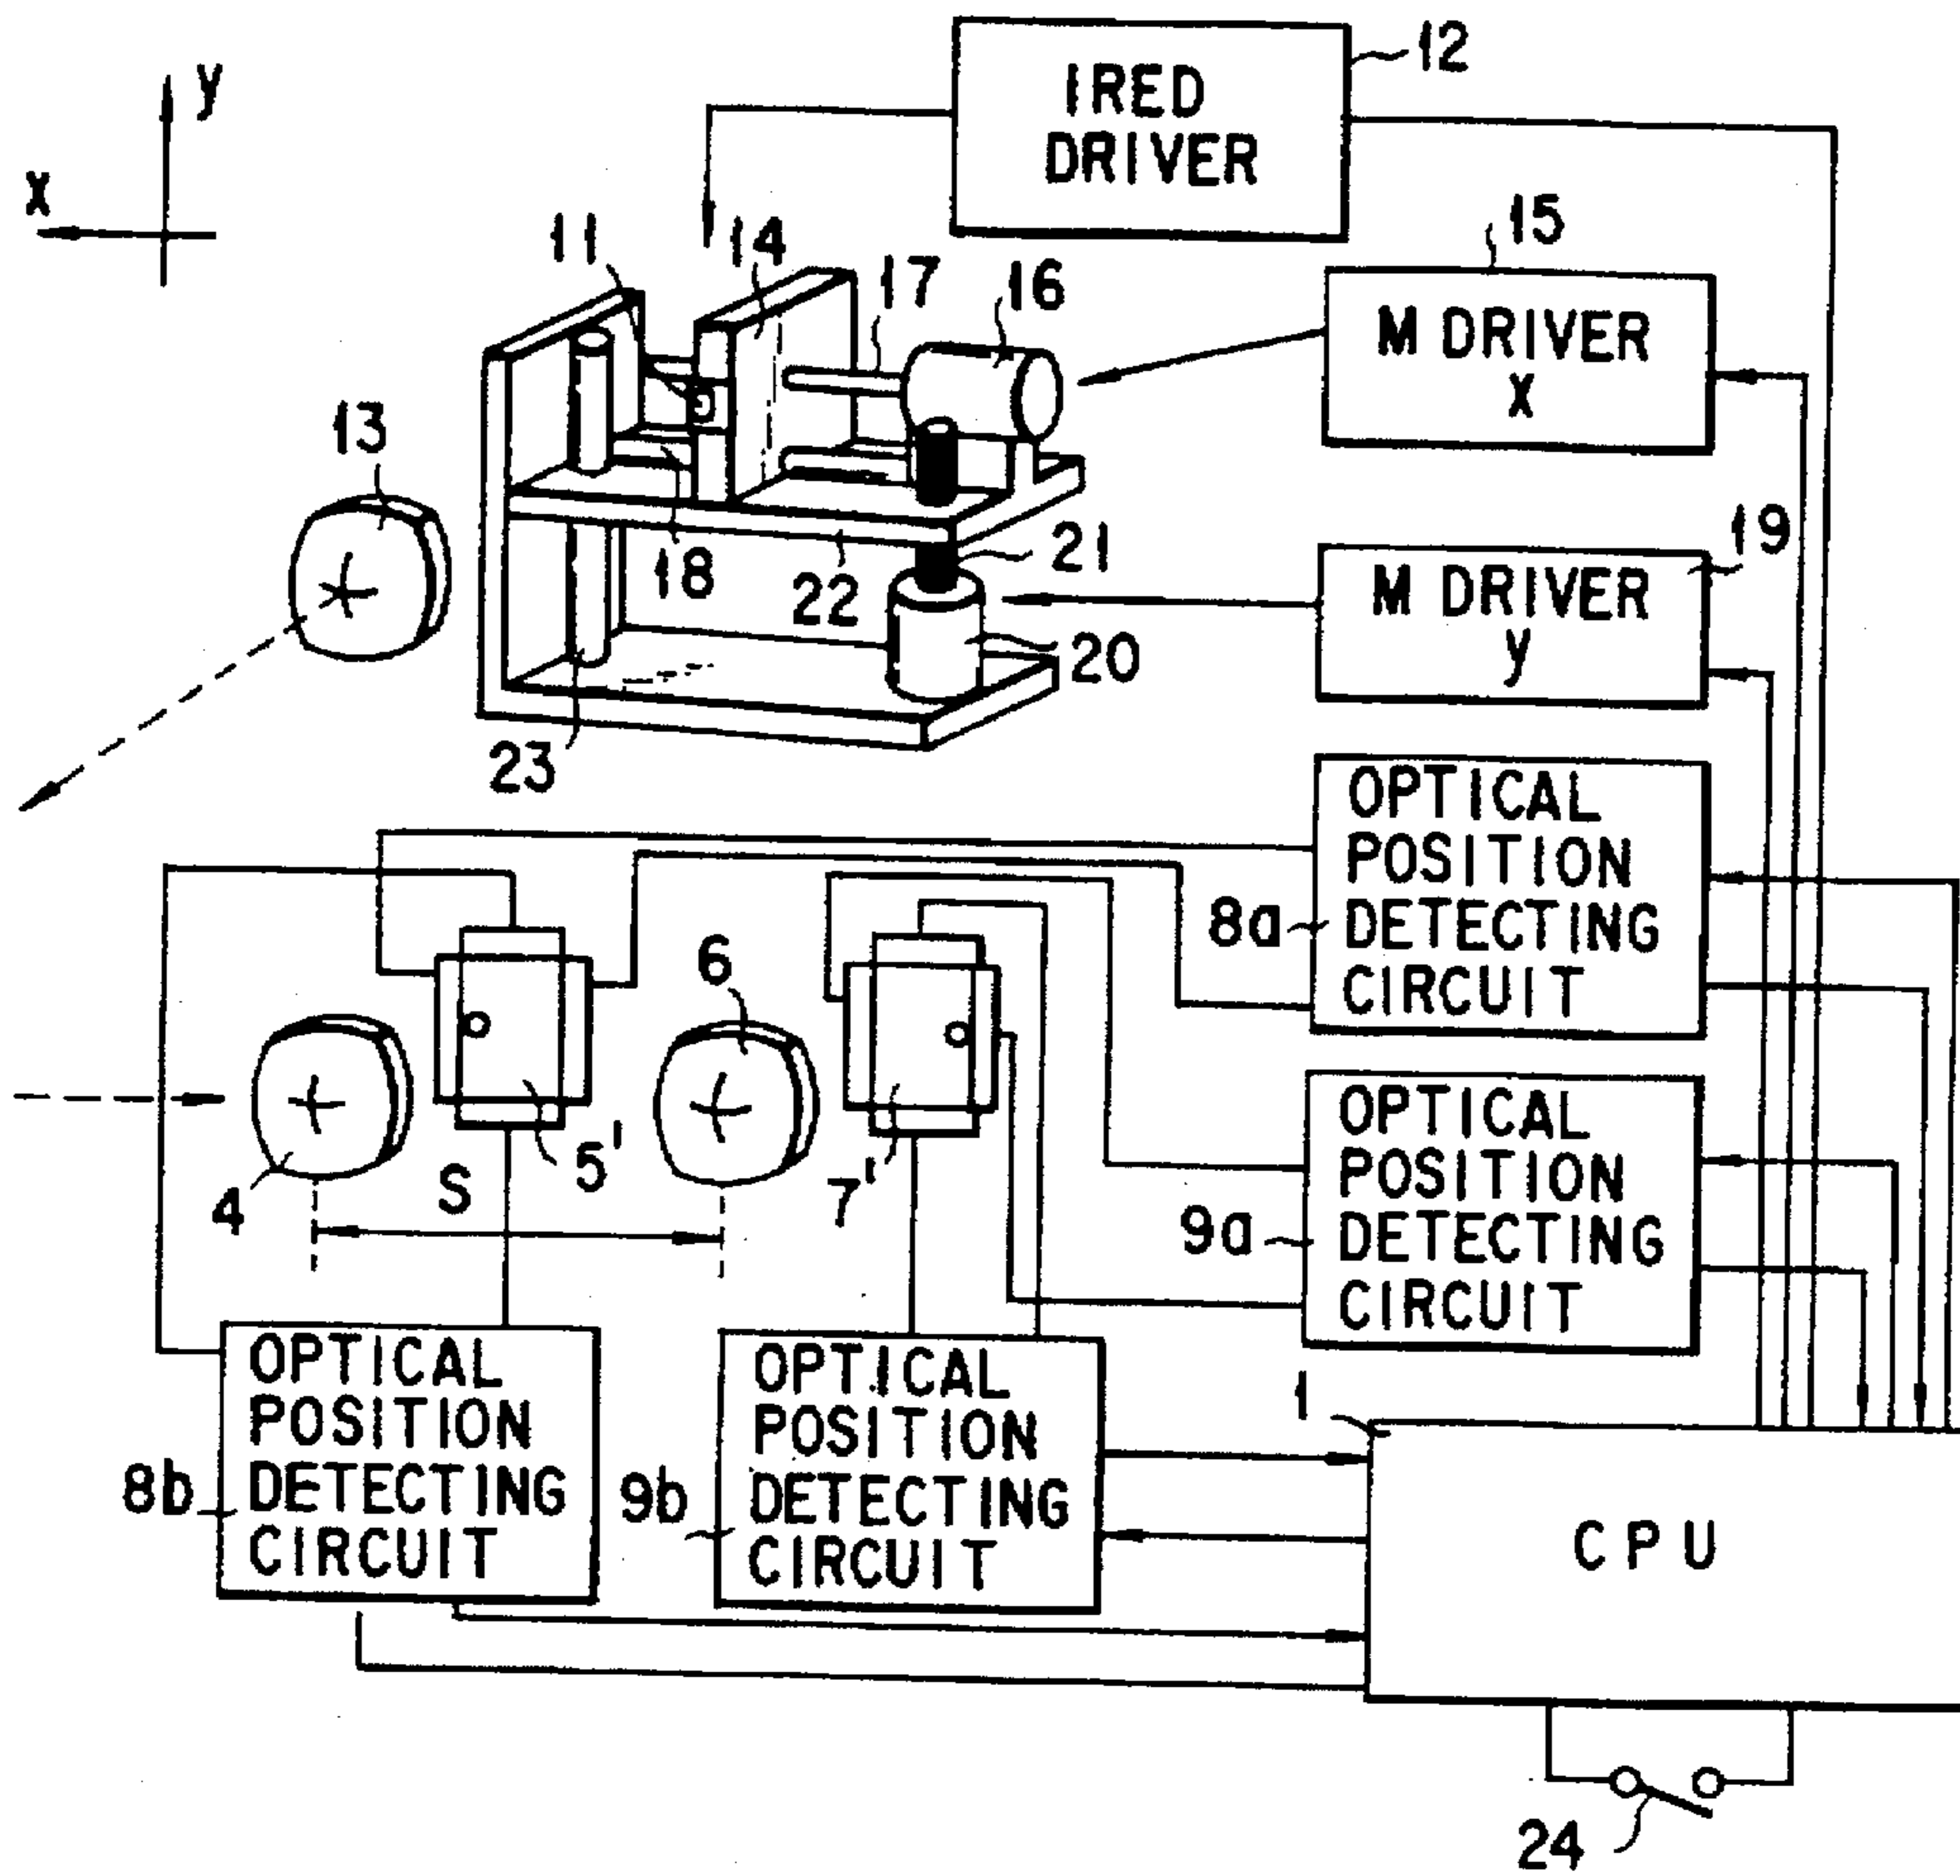 12
IRED
DRIVER
y
x
15
11
14
17
16
M DRIVER
X
13
19
21
18
22
M DRIVER
y
20
23
OPTICAL
POSITION
DETECTING
CIRCUIT
8a
6
OPTICAL
POSITION
DETECTING
CIRCUIT
5'
S
7'
4
9a
1
OPTICAL
POSITION
DETECTING
CIRCUIT
8b
OPTICAL
POSITION
DETECTING
CIRCUIT
9b
CPU
24